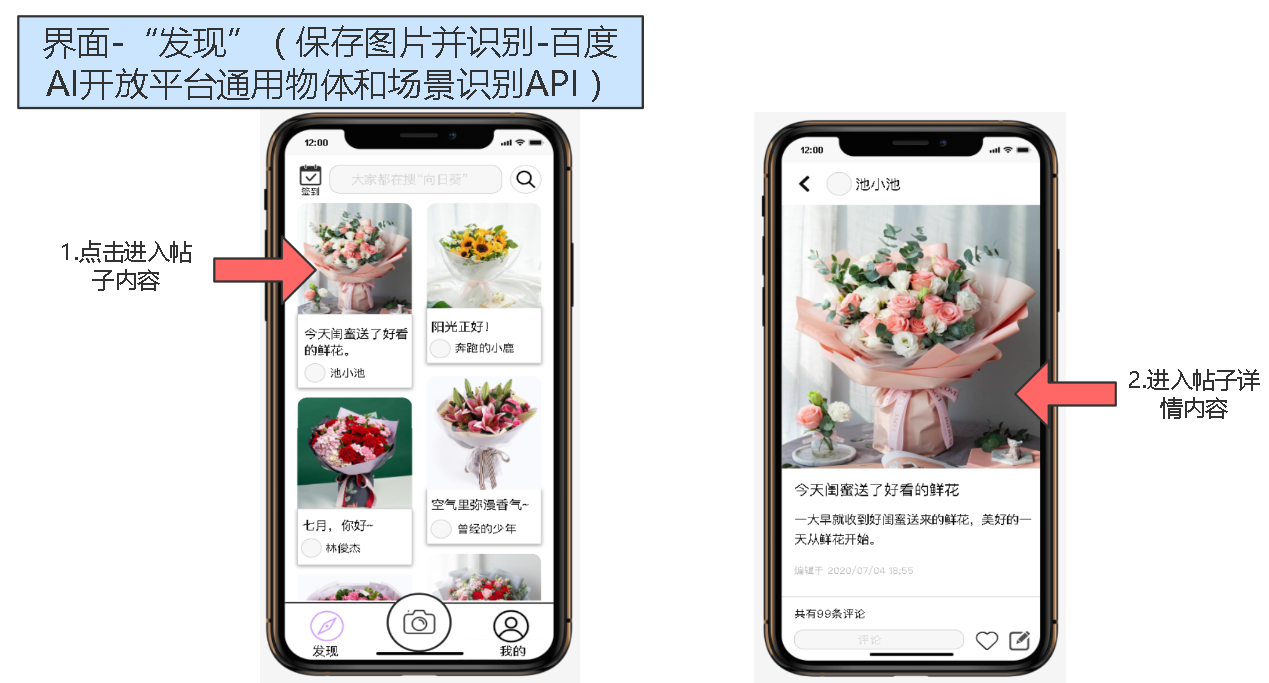 界面-“发现”（保存图片并识别-百度
AI开放平台通用物体和场景识别API）
12:00
签到
大家都在搜“向日葵”
1.点击进入帖
子内容
今天闺蜜送了好看
的鲜花。
池小池
阳光正好！
奔跑的小鹿
七月，你好~
林俊杰
空气里弥漫香气~
曾经的少年
发现
我的
12:00
池小池
2.进入帖子详
情内容
今天闺蜜送了好看的鲜花
一大早就收到好闺蜜送来的鲜花，美好的一
天从鲜花开始。
编辑于 2020/07/04 18:55
共有99条评论
评论